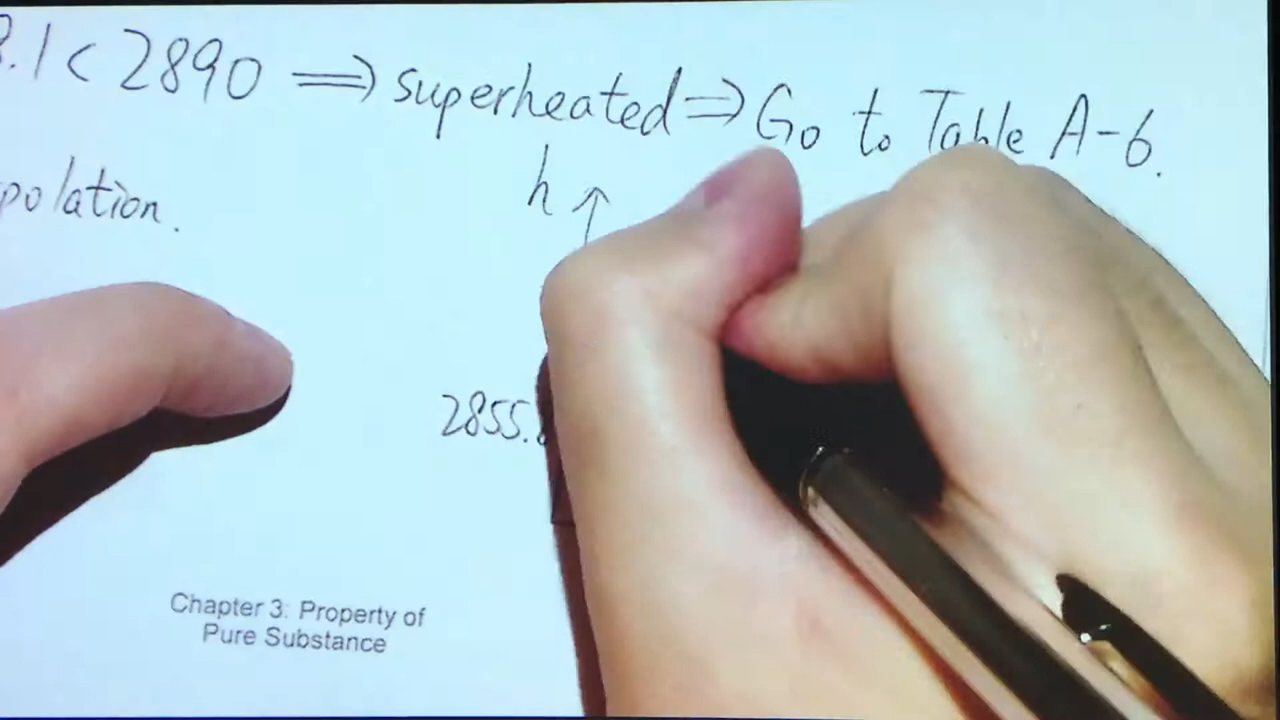 .1 < 2890 ⟹ superheated ⟹ Go to Table A-6.
polation.
h
2855.
Chapter 3: Property of
Pure Substance